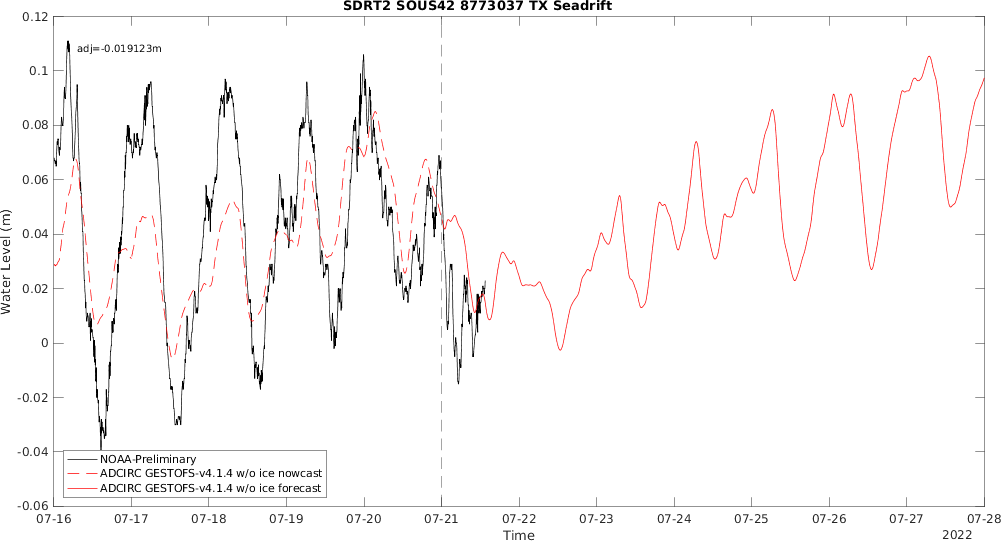 SDRT2 SOUS42 8773037 TX Seadrift
adj=-0.019123m
Water Level (m)
0.12
0.1
0.08
0.06
0.04
0.02
0
-0.02
-0.04
-0.06
NOAA-Preliminary
ADCIRC GESTOFS-v4.1.4 w/o ice nowcast
ADCIRC GESTOFS-v4.1.4 w/o ice forecast
07-16 07-17 07-18 07-19 07-20 07-21 07-22 07-23 07-24 07-25 07-26 07-27 07-28
Time
2022